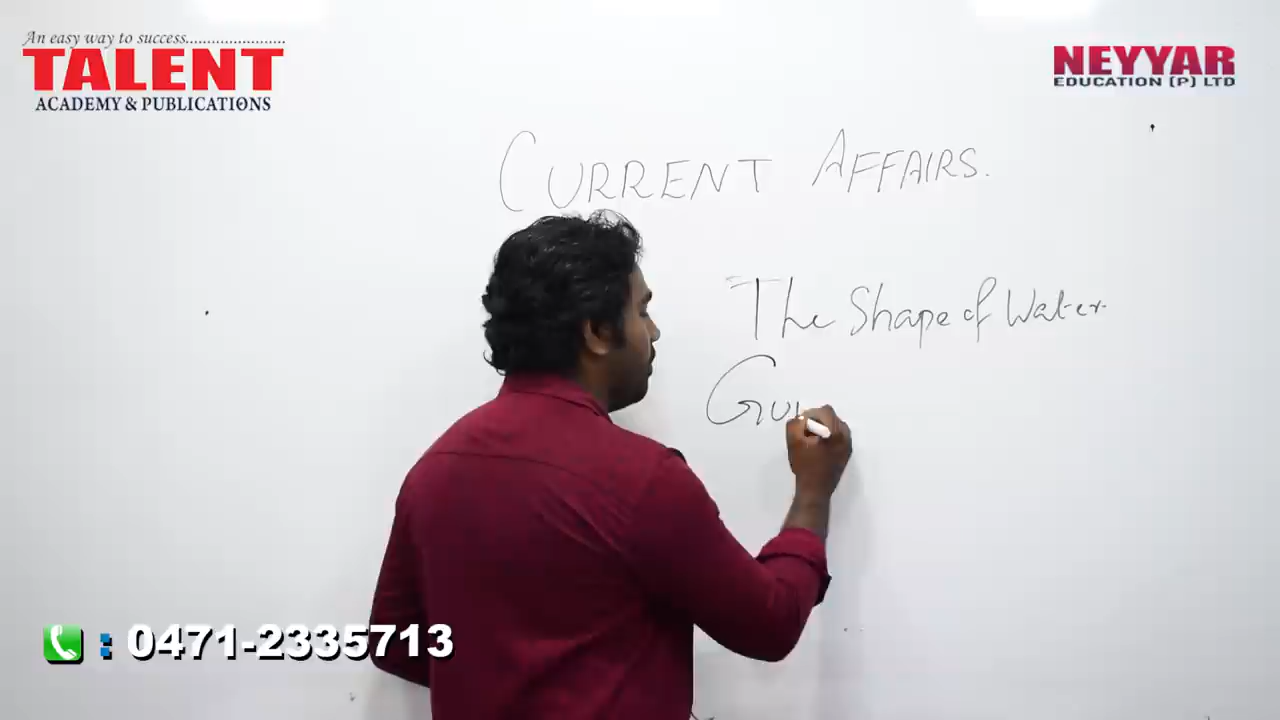 An easy way to success........................
TALENT
ACADEMY & PUBLICATIONS
NEYYAR
EDUCATION (P) LTD
CURRENT AFFAIRS.
The Shape of Water
: 0471-2335713